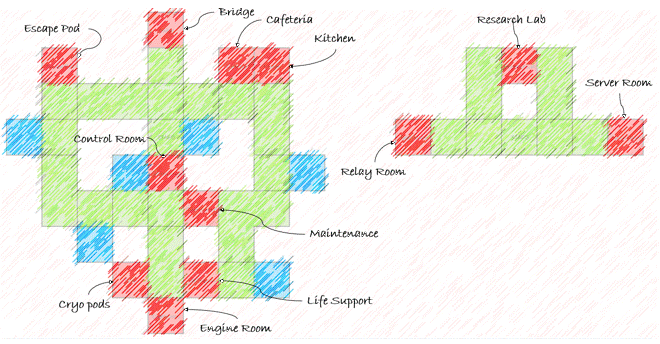 Bridge
Cafeteria
Escape Pod
Kitchen
Research Lab
Server Room
Control Room
Relay Room
Maintenance
Cryo pods
Life Support
Engine Room